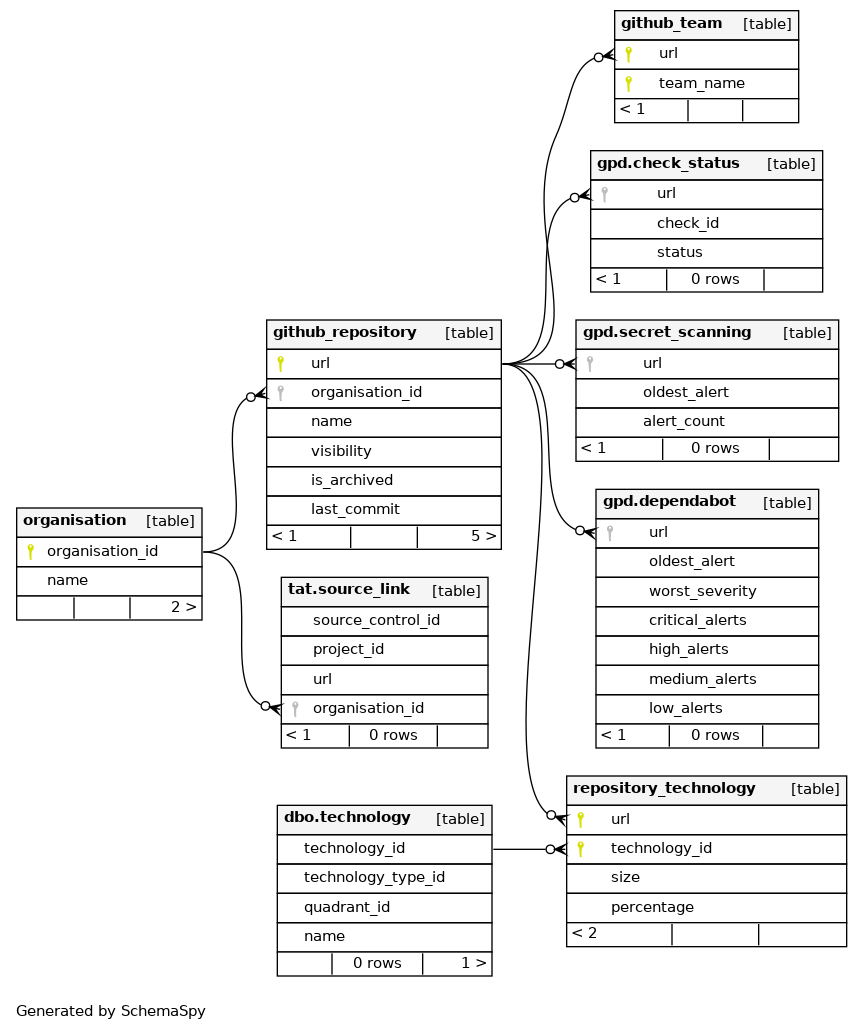 github_team [table]
url
team_name
< 1
gpd.check_status [table]
url
check_id
status
< 1 0 rows
github_repository [table]
url
organisation_id
name
visibility
is_archived
last_commit
< 1 5 >
gpd.secret_scanning [table]
url
oldest_alert
alert_count
< 1 0 rows
organisation [table]
organisation_id
name
2 >
gpd.dependabot [table]
url
oldest_alert
worst_severity
critical_alerts
high_alerts
medium_alerts
low_alerts
< 1 0 rows
tat.source_link [table]
source_control_id
project_id
url
organisation_id
< 1 0 rows
dbo.technology [table]
technology_id
technology_type_id
quadrant_id
name
0 rows 1 >
repository_technology [table]
url
technology_id
size
percentage
< 2
Generated by SchemaSpy